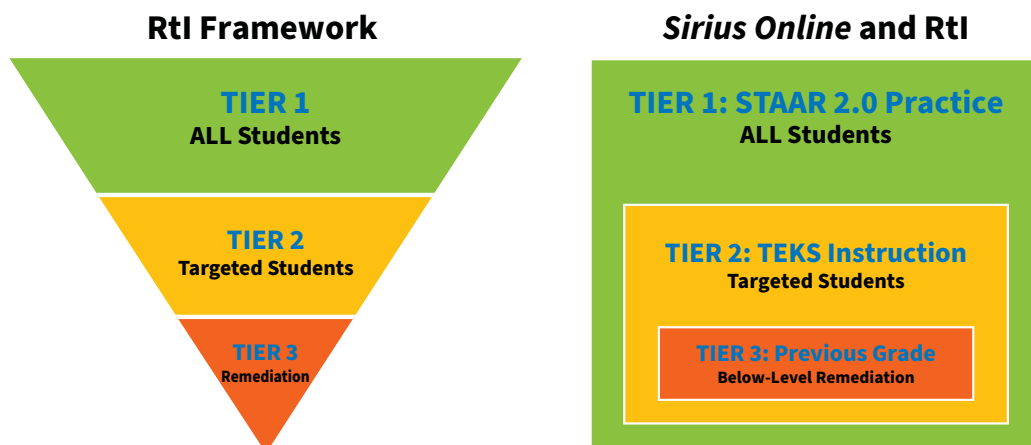 RtI Framework
TIER 1
ALL Students
TIER 2
Targeted Students
TIER 3
Remediation
Sirius Online and RtI
TIER 1: STAAR 2.0 Practice
ALL Students
TIER 2: TEKS Instruction
Targeted Students
TIER 3: Previous Grade
Below-Level Remediation